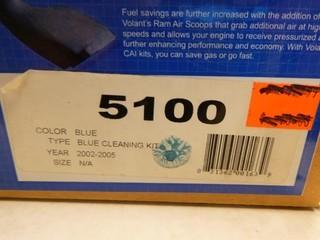 Fuel savings are further increased with the addition of
Volant's Ram Air Scoops that grab additional air at high
speeds and allows your engine to receive pressurized air
further enhancing performance and economy. With Volant
CAI kits, you can save gas or go fast.
5100
COLOR BLUE
TYPE BLUE CLEANING KIT
YEAR 2002-2005
SIZE N/A